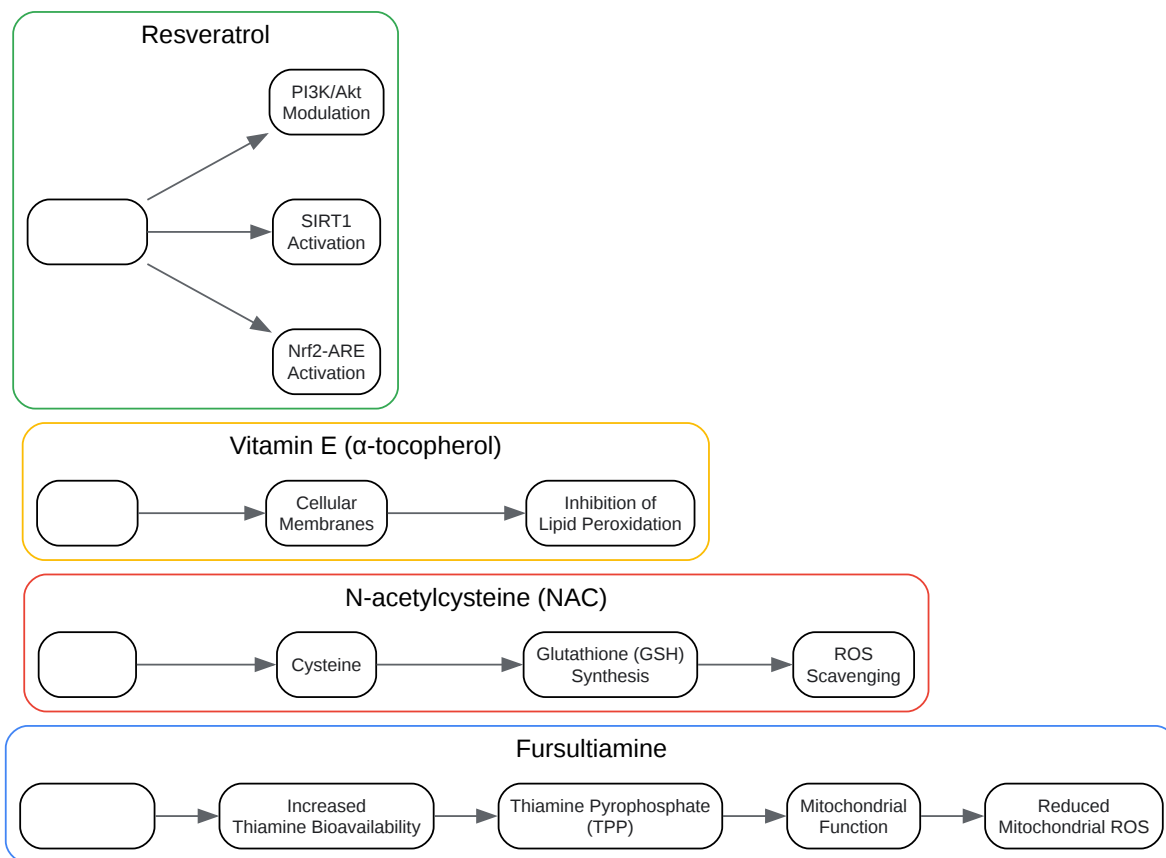 Resveratrol
PI3K/Akt
Modulation
SIRT1
Activation
Nrf2-ARE
Activation
Vitamin E (α-tocopherol)
Cellular
Membranes
Inhibition of
Lipid Peroxidation
N-acetylcysteine (NAC)
Cysteine
Glutathione (GSH)
Synthesis
ROS
Scavenging
Fursultiamine
Increased
Thiamine Bioavailability
Thiamine Pyrophosphate
(TPP)
Mitochondrial
Function
Reduced
Mitochondrial ROS